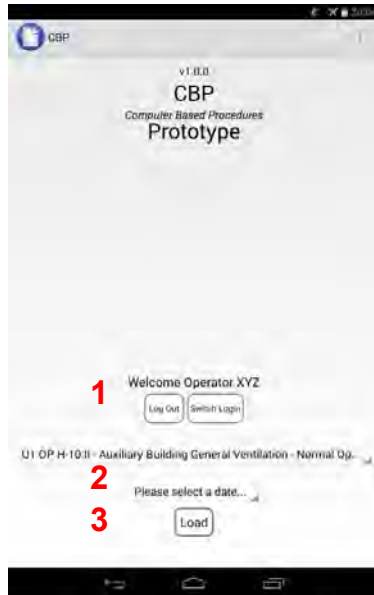 CBP
v1.0.0
CBP
Computer Based Procedures
Prototype
1
Welcome Operator XYZ
Log Out Switch Login
U1 OP H-10:II - Auxiliary Building General Ventilation - Normal Op.
2
Please select a date...
3
Load